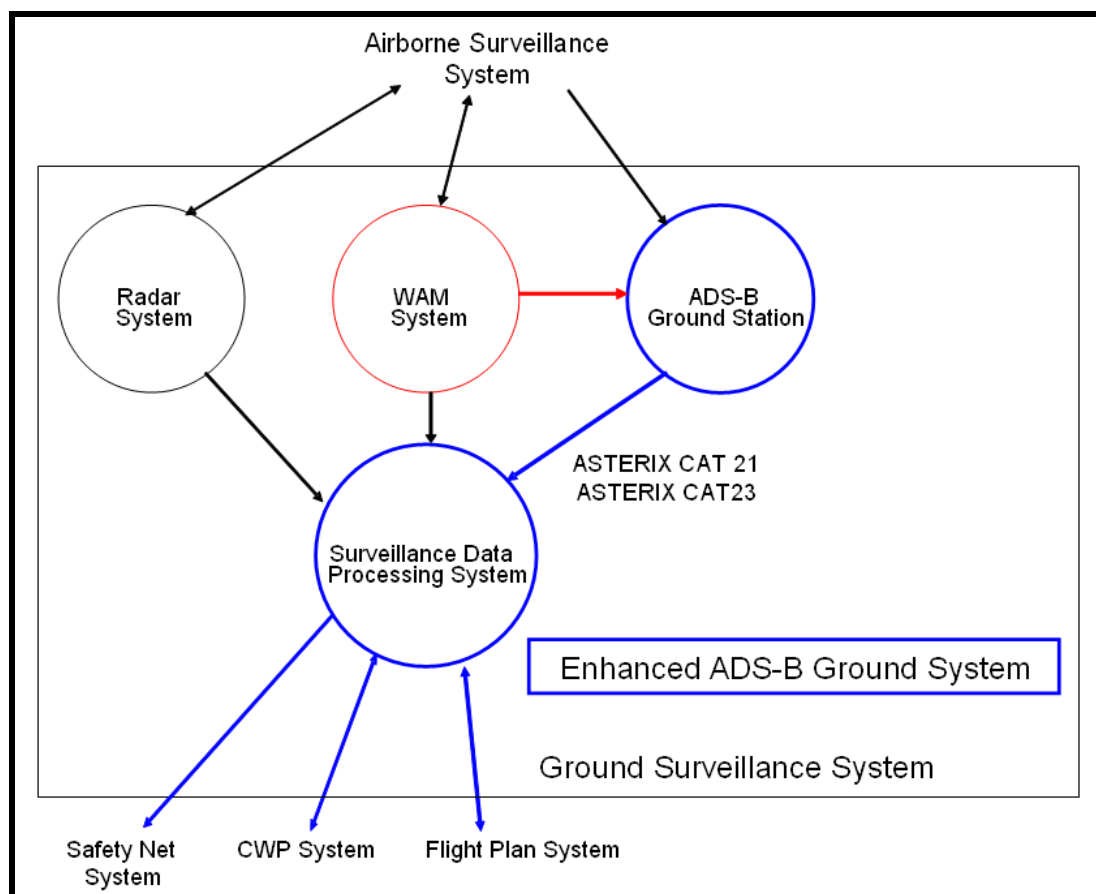 Airborne Surveillance
System
Radar
System
WAM
System
ADS-B
Ground Station
ASTERIX CAT 21
ASTERIX CAT23
Surveillance Data
Processing System
Enhanced ADS-B Ground System
Ground Surveillance System
Safety Net
System
CWP System
Flight Plan System